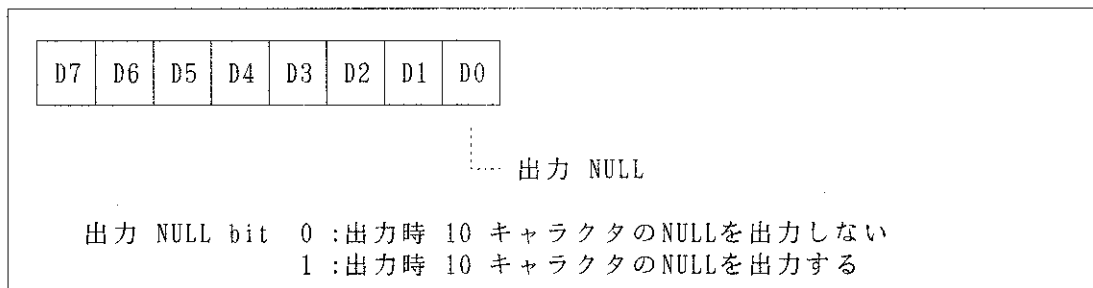 D7 D6 D5 D4 D3 D2 D1 D0
出力 NULL
出力 NULL bit 0 :出力時 10 キャラクタのNULLを出力しない
1 :出力時 10 キャラクタのNULLを出力する